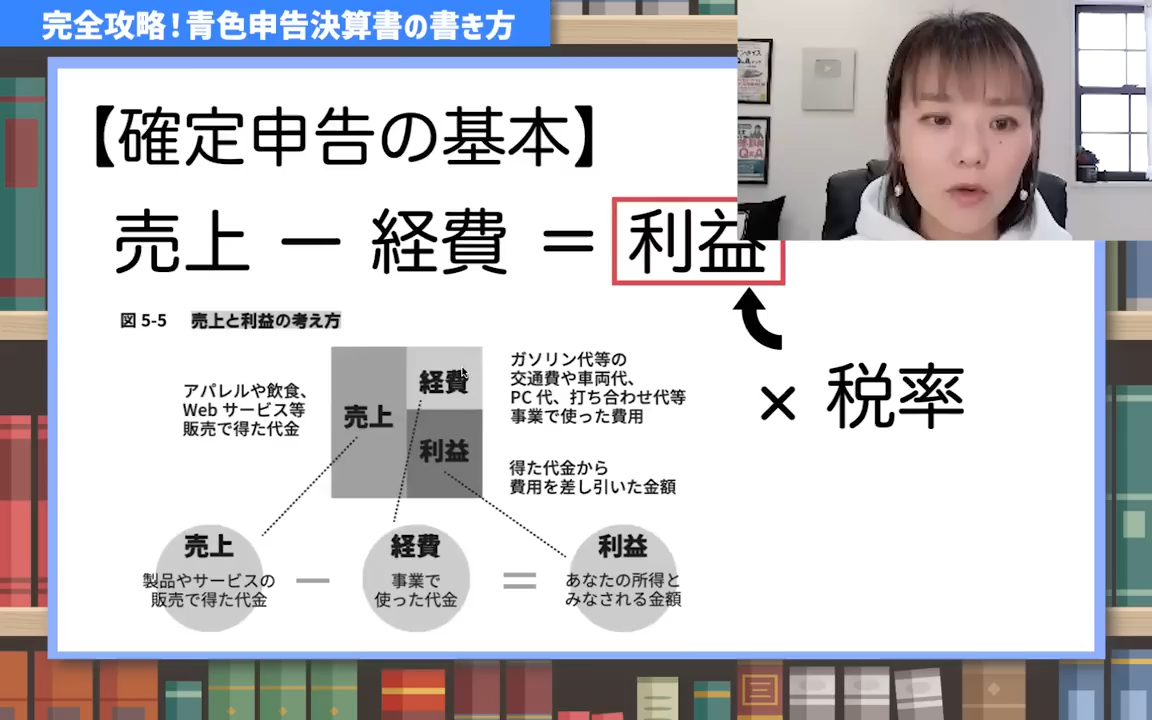 完全攻略！青色申告決算書の書き方
【確定申告の基本】
売上 － 経費 ＝ 利益
× 税率
図 5-5 売上と利益の考え方
アパレルや飲食、
Web サービス等
販売で得た代金
売上
経費
利益
ガソリン代等の
交通費や車両代、
PC 代、打ち合わせ代等
事業で使った費用
得た代金から
費用を差し引いた金額
売上
製品やサービスの
販売で得た代金
経費
事業で
使った代金
利益
あなたの所得と
みなされる金額
Q&A